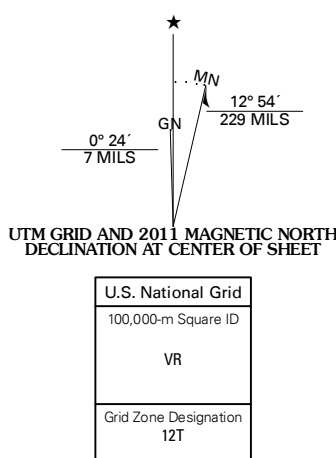 ★
MN
12° 54´
229 MILS
GN
0° 24´
7 MILS
UTM GRID AND 2011 MAGNETIC NORTH
DECLINATION AT CENTER OF SHEET
U.S. National Grid
100,000-m Square ID
VR
Grid Zone Designation
12T